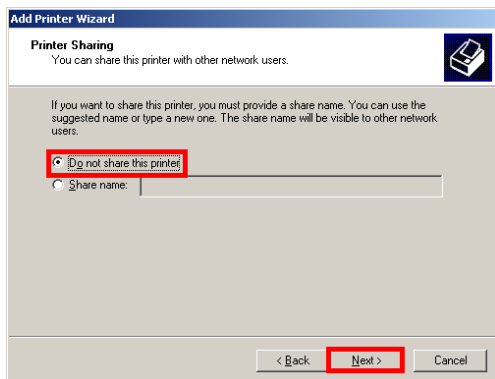 Add Printer Wizard
Printer Sharing
You can share this printer with other network users.
If you want to share this printer, you must provide a share name. You can use the
suggested name or type a new one. The share name will be visible to other network
users.
Do not share this printer
Share name:
< Back Next > Cancel